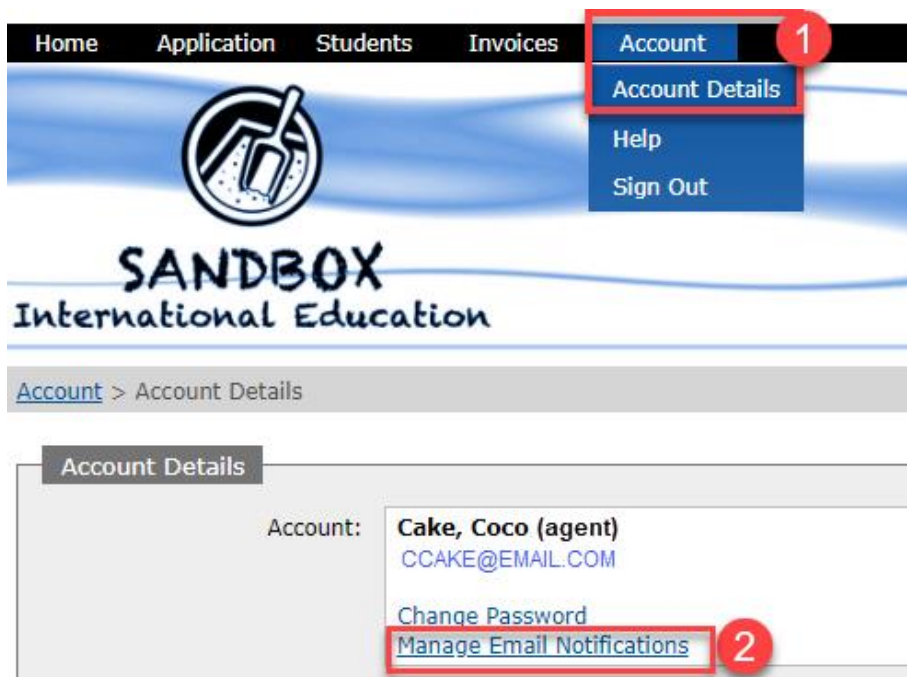 Home Application Students Invoices Account 1
Account Details
Help
Sign Out
SANDBOX
International Education
Account > Account Details
Account Details
Account: Cake, Coco (agent)
CCAKE@EMAIL.COM
Change Password
Manage Email Notifications 2